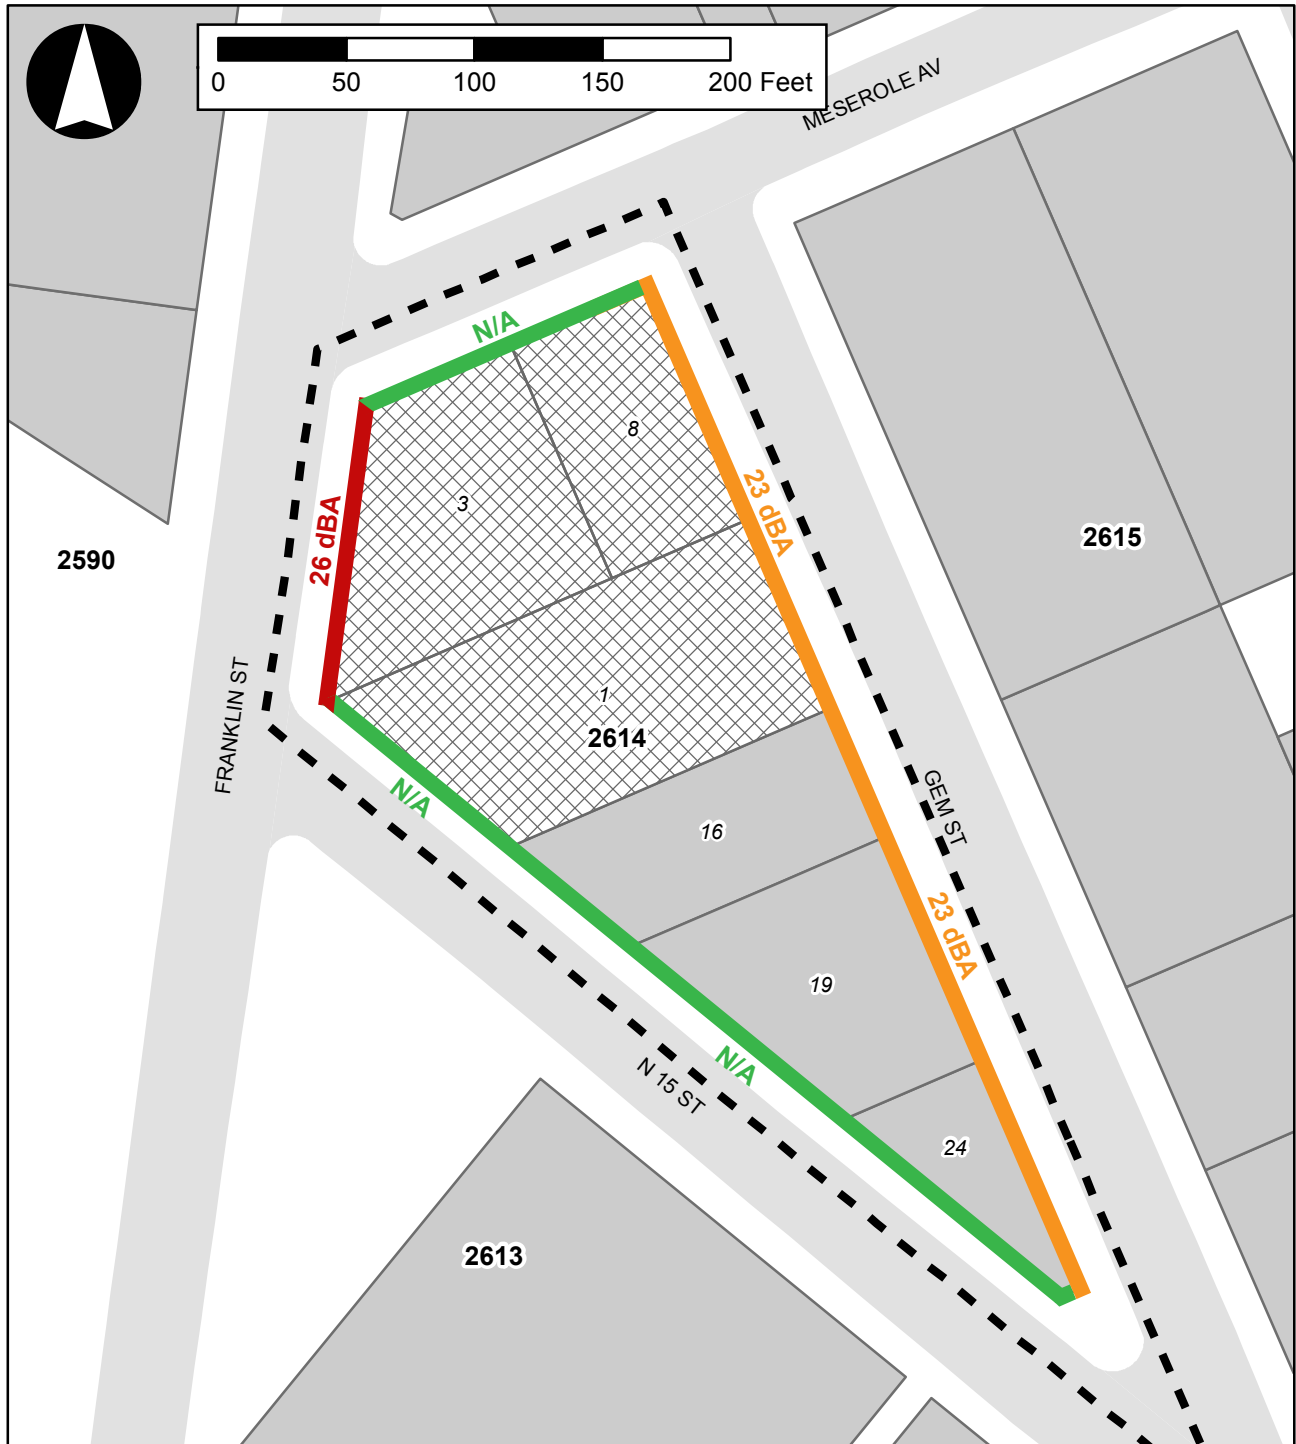 0 50 100 150 200 Feet
MESEROLE AV
N/A
8
3
23 dBA
26 dBA
2615
2590
FRANKLIN ST
1
2614
N/A
GEM ST
16
23 dBA
19
N/A
N 15 ST
24
2613